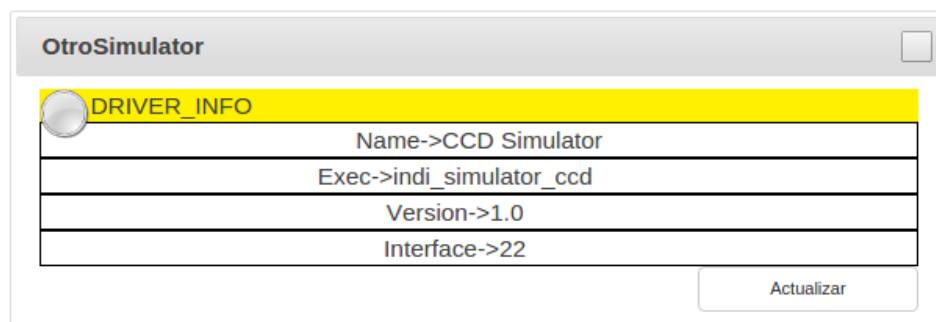 OtroSimulator
DRIVER_INFO
Name->CCD Simulator
Exec->indi_simulator_ccd
Version->1.0
Interface->22
Actualizar